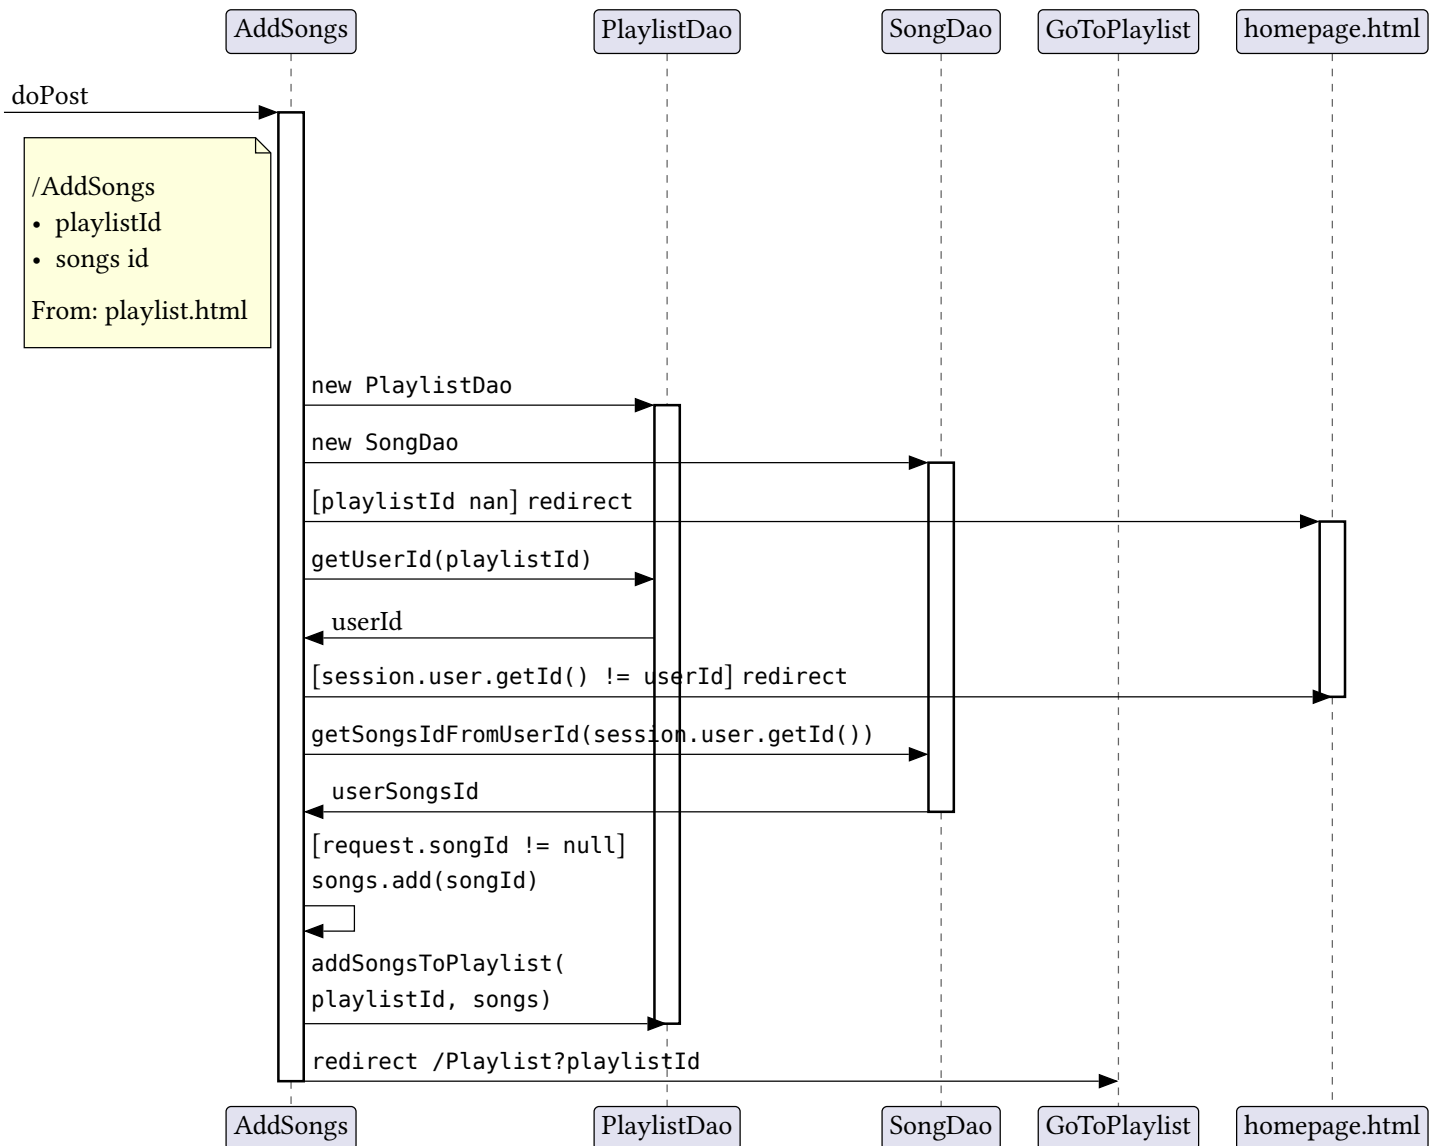 AddSongs
PlaylistDao
SongDao
GoToPlaylist
homepage.html
doPost
/AddSongs
• playlistId
• songs id
From: playlist.html
new PlaylistDao
new SongDao
[playlistId nan] redirect
getUserId(playlistId)
userId
[session.user.getId() != userId] redirect
getSongsIdFromUserId(session.user.getId())
userSongsId
[request.songId != null]
songs.add(songId)
addSongsToPlaylist(
playlistId, songs)
redirect /Playlist?playlistId
AddSongs
PlaylistDao
SongDao
GoToPlaylist
homepage.html